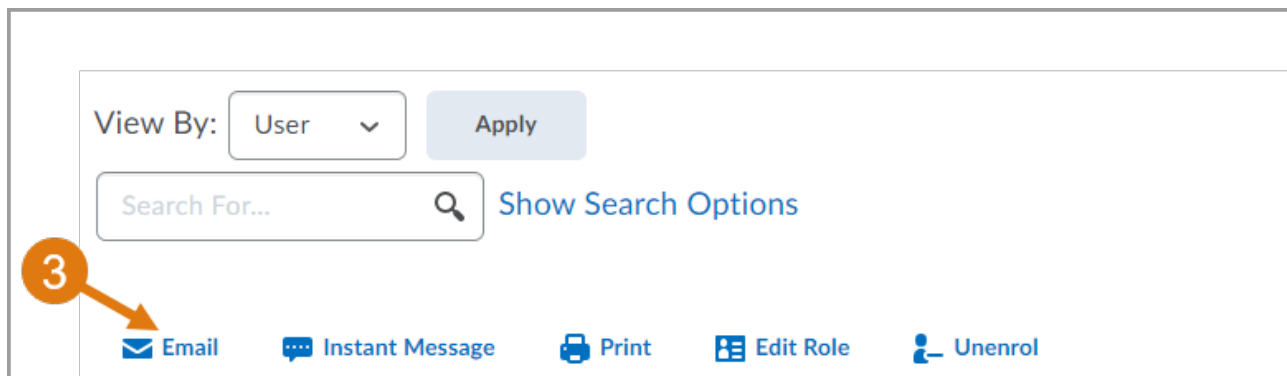 View By: User Apply
Search For... Show Search Options
3
Email Instant Message Print Edit Role Unenrol